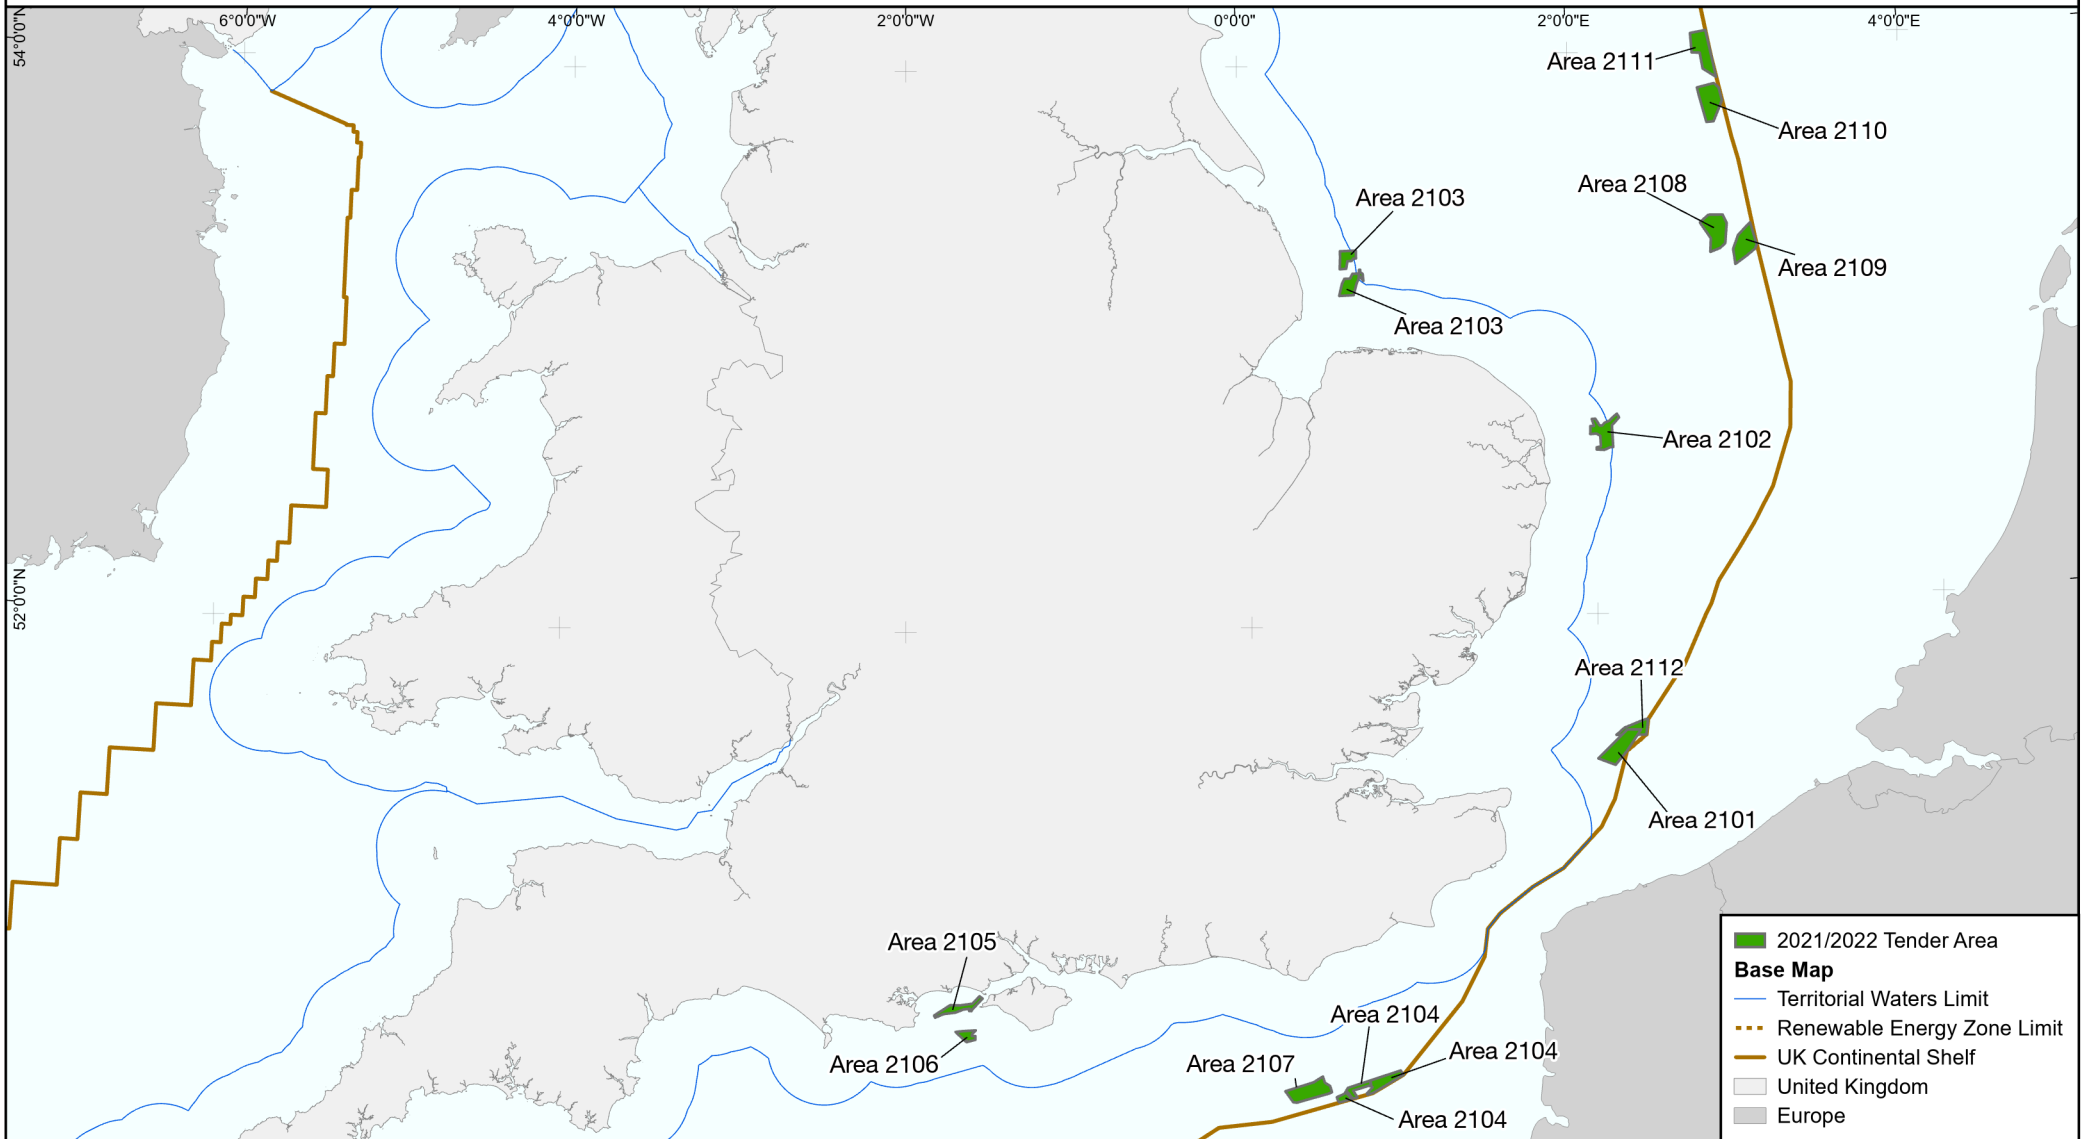 6°0'0"W
4°0'0"W
2°0'0"W
0°0'0"
2°0'0"E
4°0'0"E
54°0'0"N
Area 2111
Area 2110
Area 2108
Area 2103
Area 2109
Area 2103
Area 2102
52°0'0"N
Area 2112
Area 2101
Area 2105
Area 2104
Area 2104
Area 2106
Area 2107
Area 2104
2021/2022 Tender Area
Base Map
Territorial Waters Limit
Renewable Energy Zone Limit
UK Continental Shelf
United Kingdom
Europe